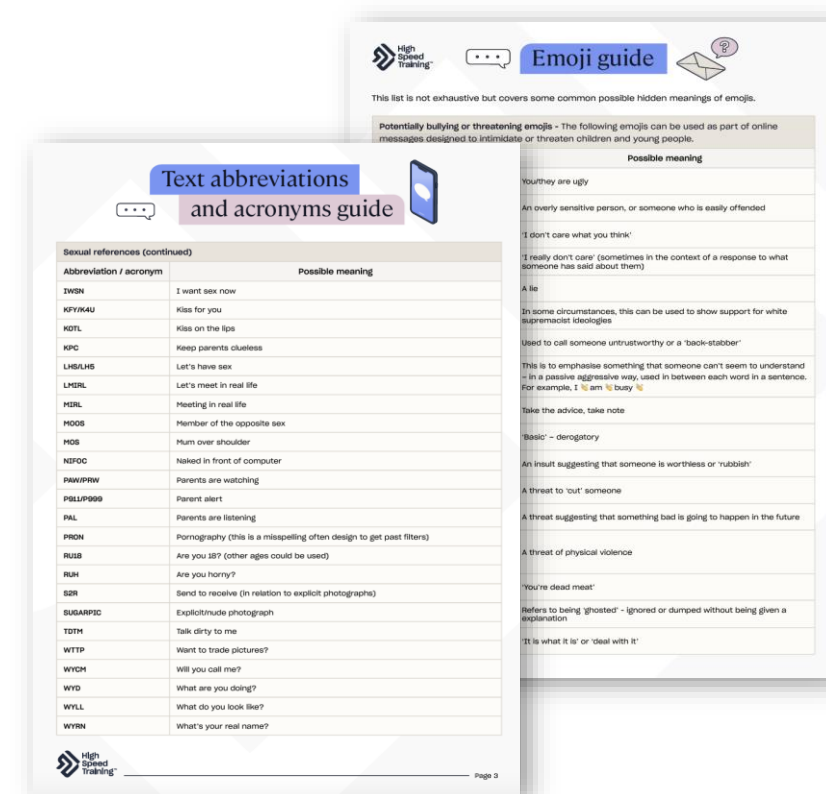 High
Speed
Training™
Emoji guide
?
This list is not exhaustive but covers some common possible hidden meanings of emojis.
Potentially bullying or threatening emojis - The following emojis can be used as part of online
messages designed to intimidate or threaten children and young people.
Possible meaning
You/they are ugly
An overly sensitive person, or someone who is easily offended
'I don't care what you think'
'I really don't care' (sometimes in the context of a response to what
someone has said about them)
A lie
In some circumstances, this can be used to show support for white
supremacist ideologies
Used to call someone untrustworthy or a 'back-stabber'
This is to emphasise something that someone can't seem to understand
– in a passive aggressive way, used in between each word in a sentence.
For example, I 👏 am 👏 busy 👏
Take the advice, take note
'Basic' – derogatory
An insult suggesting that someone is worthless or 'rubbish'
A threat to 'cut' someone
A threat suggesting that something bad is going to happen in the future
A threat of physical violence
'You're dead meat'
Refers to being 'ghosted' - ignored or dumped without being given a
explanation
'It is what it is' or 'deal with it'
Text abbreviations
and acronyms guide
Sexual references (continued)
Abbreviation / acronym Possible meaning
IWSN I want sex now
KFY/K4U Kiss for you
KOTL Kiss on the lips
KPC Keep parents clueless
LHS/LH5 Let's have sex
LMIRL Let's meet in real life
MIRL Meeting in real life
MOOS Member of the opposite sex
MOS Mum over shoulder
NIFOC Naked in front of computer
PAW/PRW Parents are watching
P911/P999 Parent alert
PAL Parents are listening
PRON Pornography (this is a misspelling often design to get past filters)
RU18 Are you 18? (other ages could be used)
RUH Are you horny?
S2R Send to receive (in relation to explicit photographs)
SUGARPIC Explicit/nude photograph
TDTM Talk dirty to me
WTTP Want to trade pictures?
WYCM Will you call me?
WYD What are you doing?
WYLL What do you look like?
WYRN What's your real name?
High
Speed
Training™
Page 3